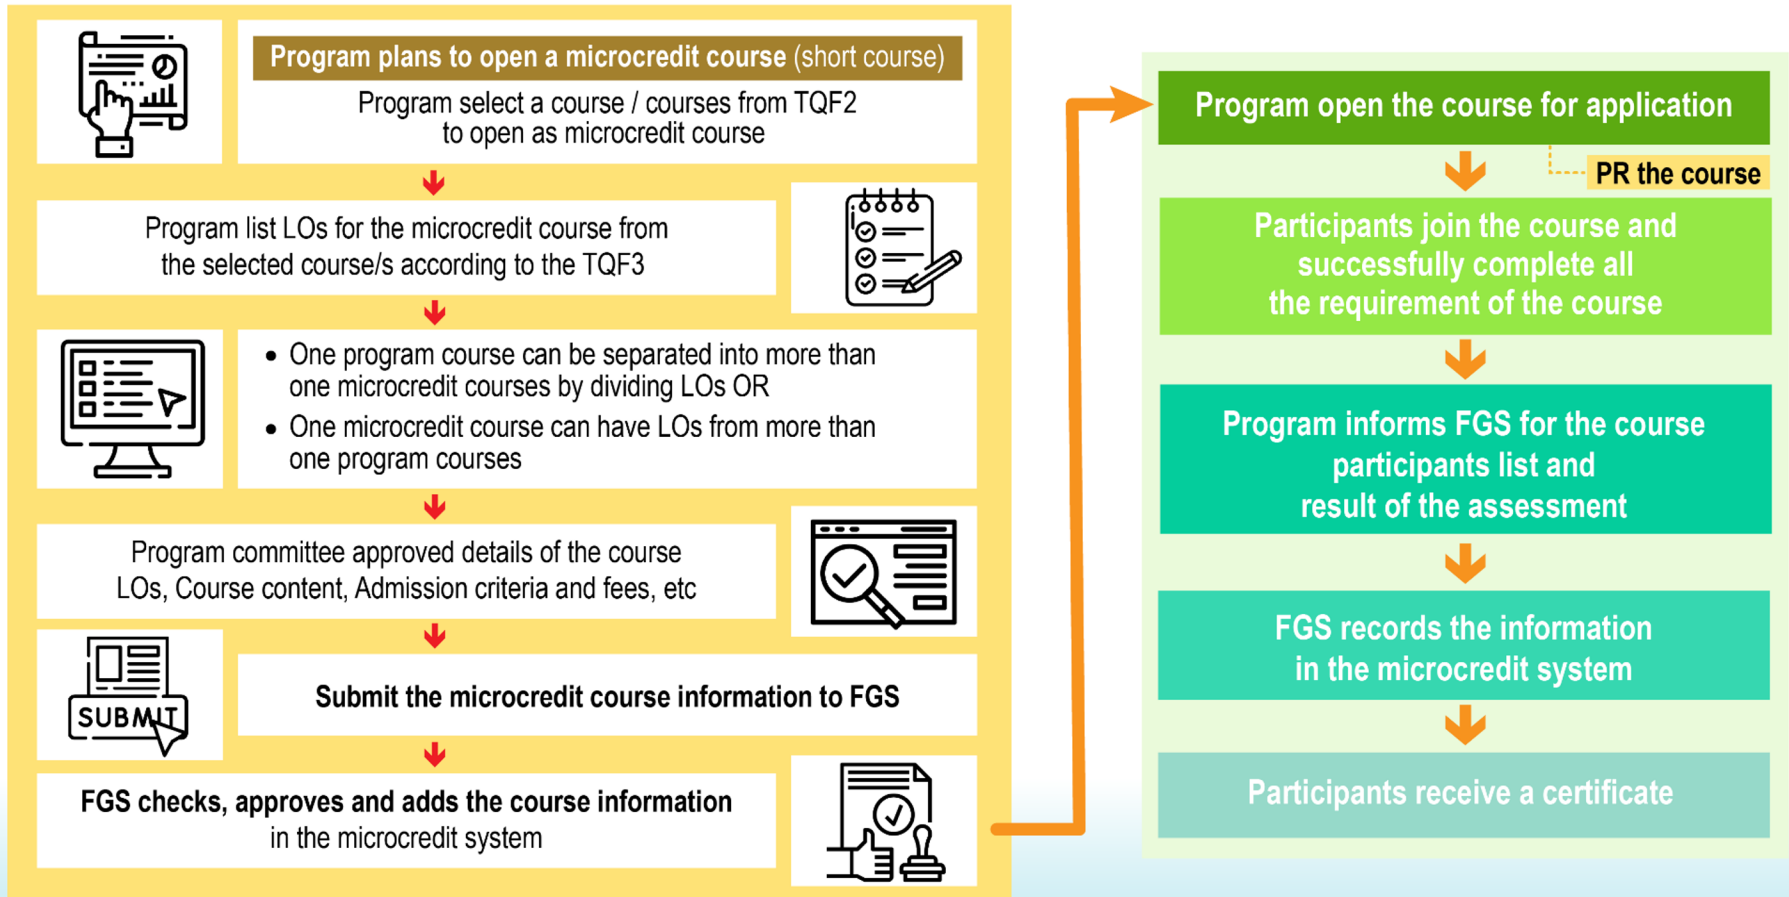 Program plans to open a microcredit course (short course)
Program select a course / courses from TQF2
to open as microcredit course
Program list LOs for the microcredit course from
the selected course/s according to the TQF3
• One program course can be separated into more than
one microcredit courses by dividing LOs OR
• One microcredit course can have LOs from more than
one program courses
Program committee approved details of the course
LOs, Course content, Admission criteria and fees, etc
SUBMIT
Submit the microcredit course information to FGS
FGS checks, approves and adds the course information
in the microcredit system
Program open the course for application
PR the course
Participants join the course and
successfully complete all
the requirement of the course
Program informs FGS for the course
participants list and
result of the assessment
FGS records the information
in the microcredit system
Participants receive a certificate